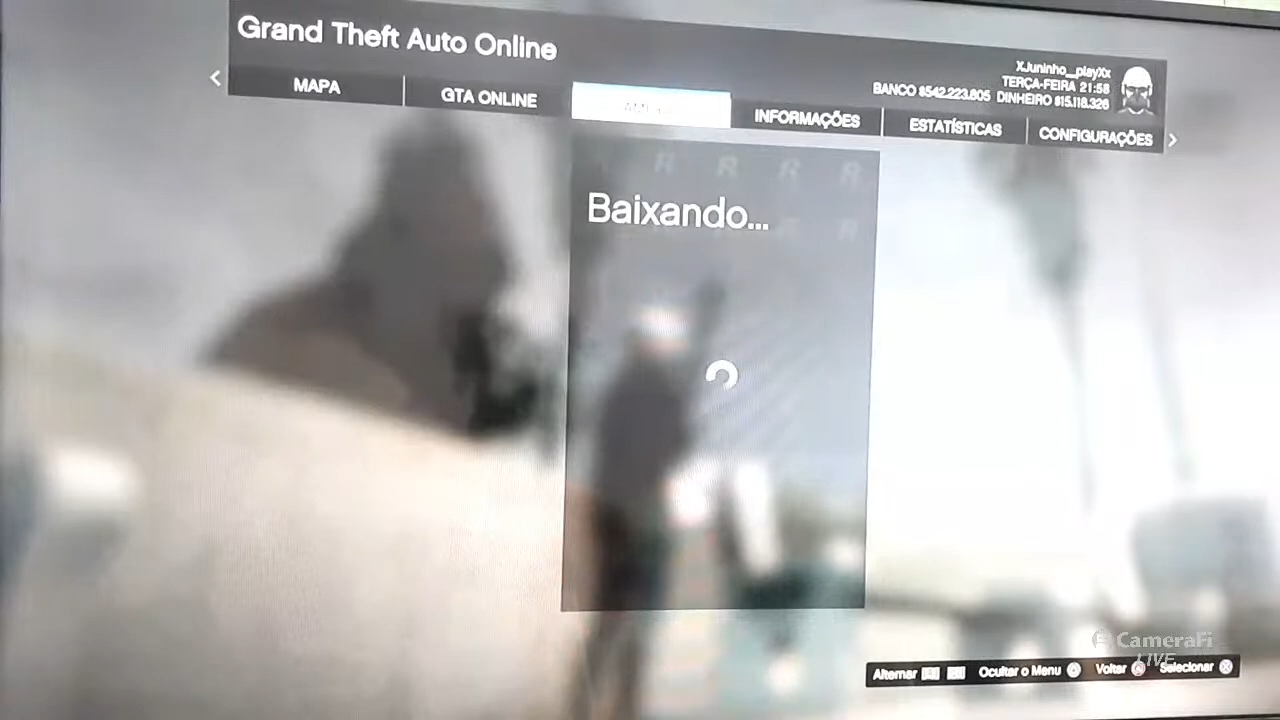 Grand Theft Auto Online
XJuninho__playXx
TERÇA-FEIRA 21:58
BANCO $542.223.805 DINHEIRO $15.118.326
MAPA
GTA ONLINE
INFORMAÇÕES
ESTATÍSTICAS
CONFIGURAÇÕES
Baixando...
CameraFi
LIVE
Alternar
Ocultar o Menu
Voltar
Selecionar